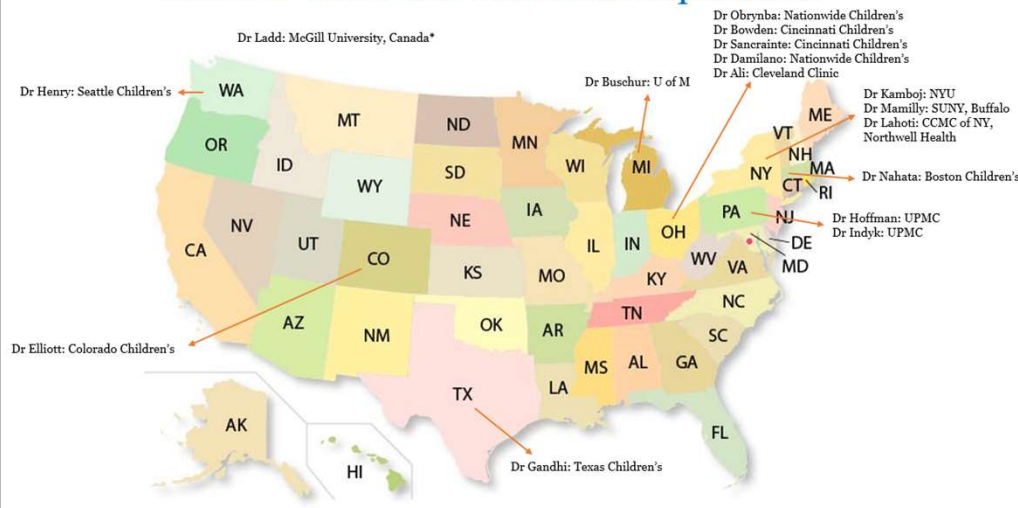 Dr Obrynba: Nationwide Children's
Dr Bowden: Cincinnati Children's
Dr Sancrainte: Cincinnati Children's
Dr Damilano: Nationwide Children's
Dr Ali: Cleveland Clinic
Dr Ladd: McGill University, Canada*
Dr Buschur: U of M
Dr Henry: Seattle Children's
Dr Kamboj: NYU
Dr Mamilly: SUNY, Buffalo
Dr Lahoti: CCMC of NY,
Northwell Health
Dr Nahata: Boston Children's
Dr Hoffman: UPMC
Dr Indyk: UPMC
Dr Elliott: Colorado Children's
Dr Gandhi: Texas Children's
WA
OR
ID
MT
ND
MN
WI
MI
ME
VT
NH
MA
NY
CT
RI
SD
WY
NE
IA
PA
NJ
NV
UT
CO
CA
KS
MO
IL
IN
OH
WV
VA
DE
MD
KY
AZ
NM
OK
AR
TN
NC
SC
TX
LA
MS
AL
GA
FL
AK
HI